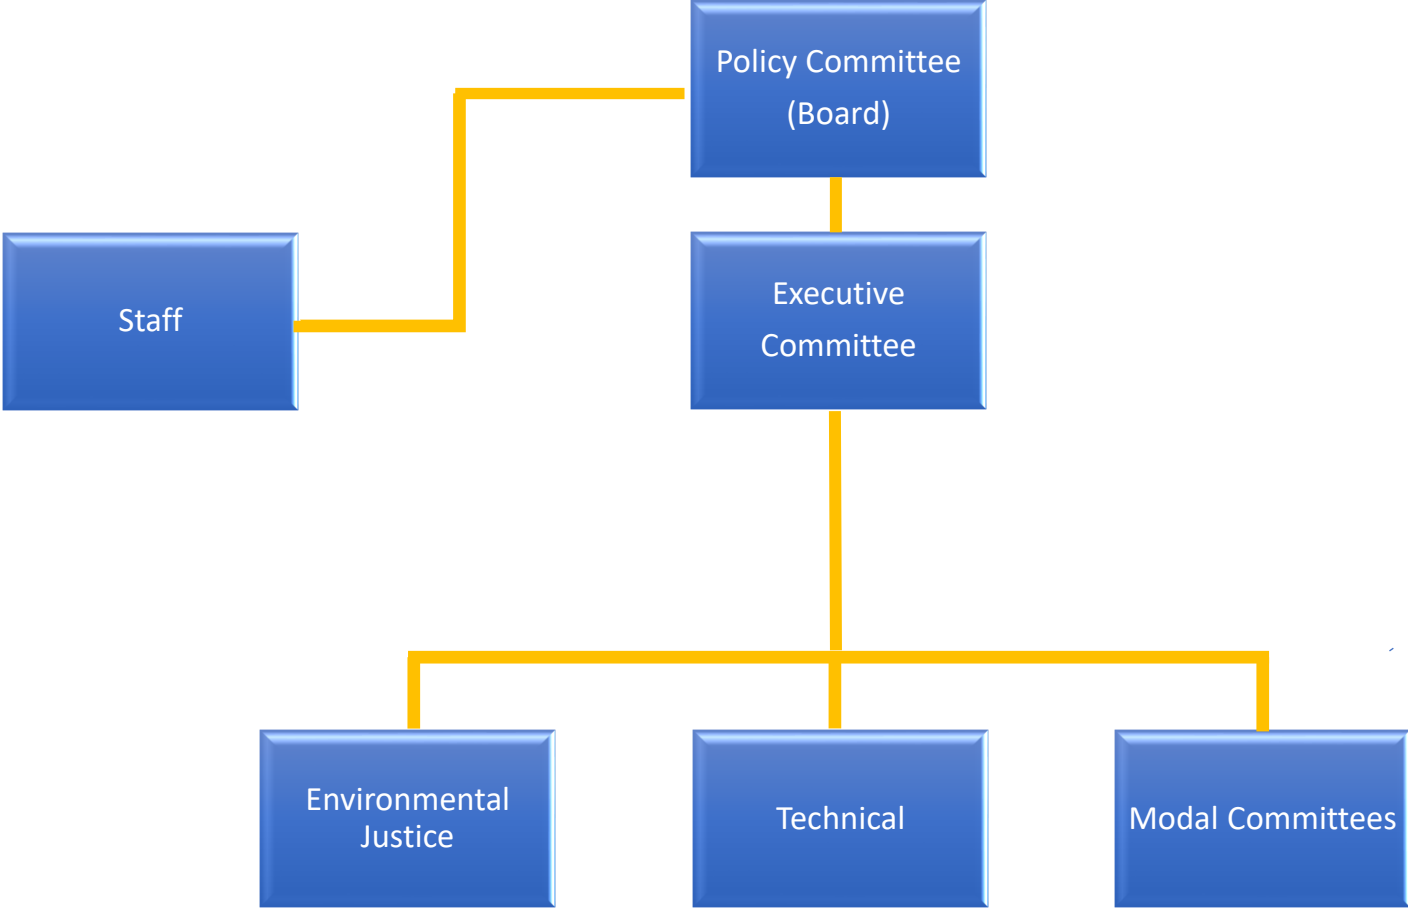 Policy Committee
(Board)
Staff
Executive
Committee
Environmental
Justice
Technical
Modal Committees